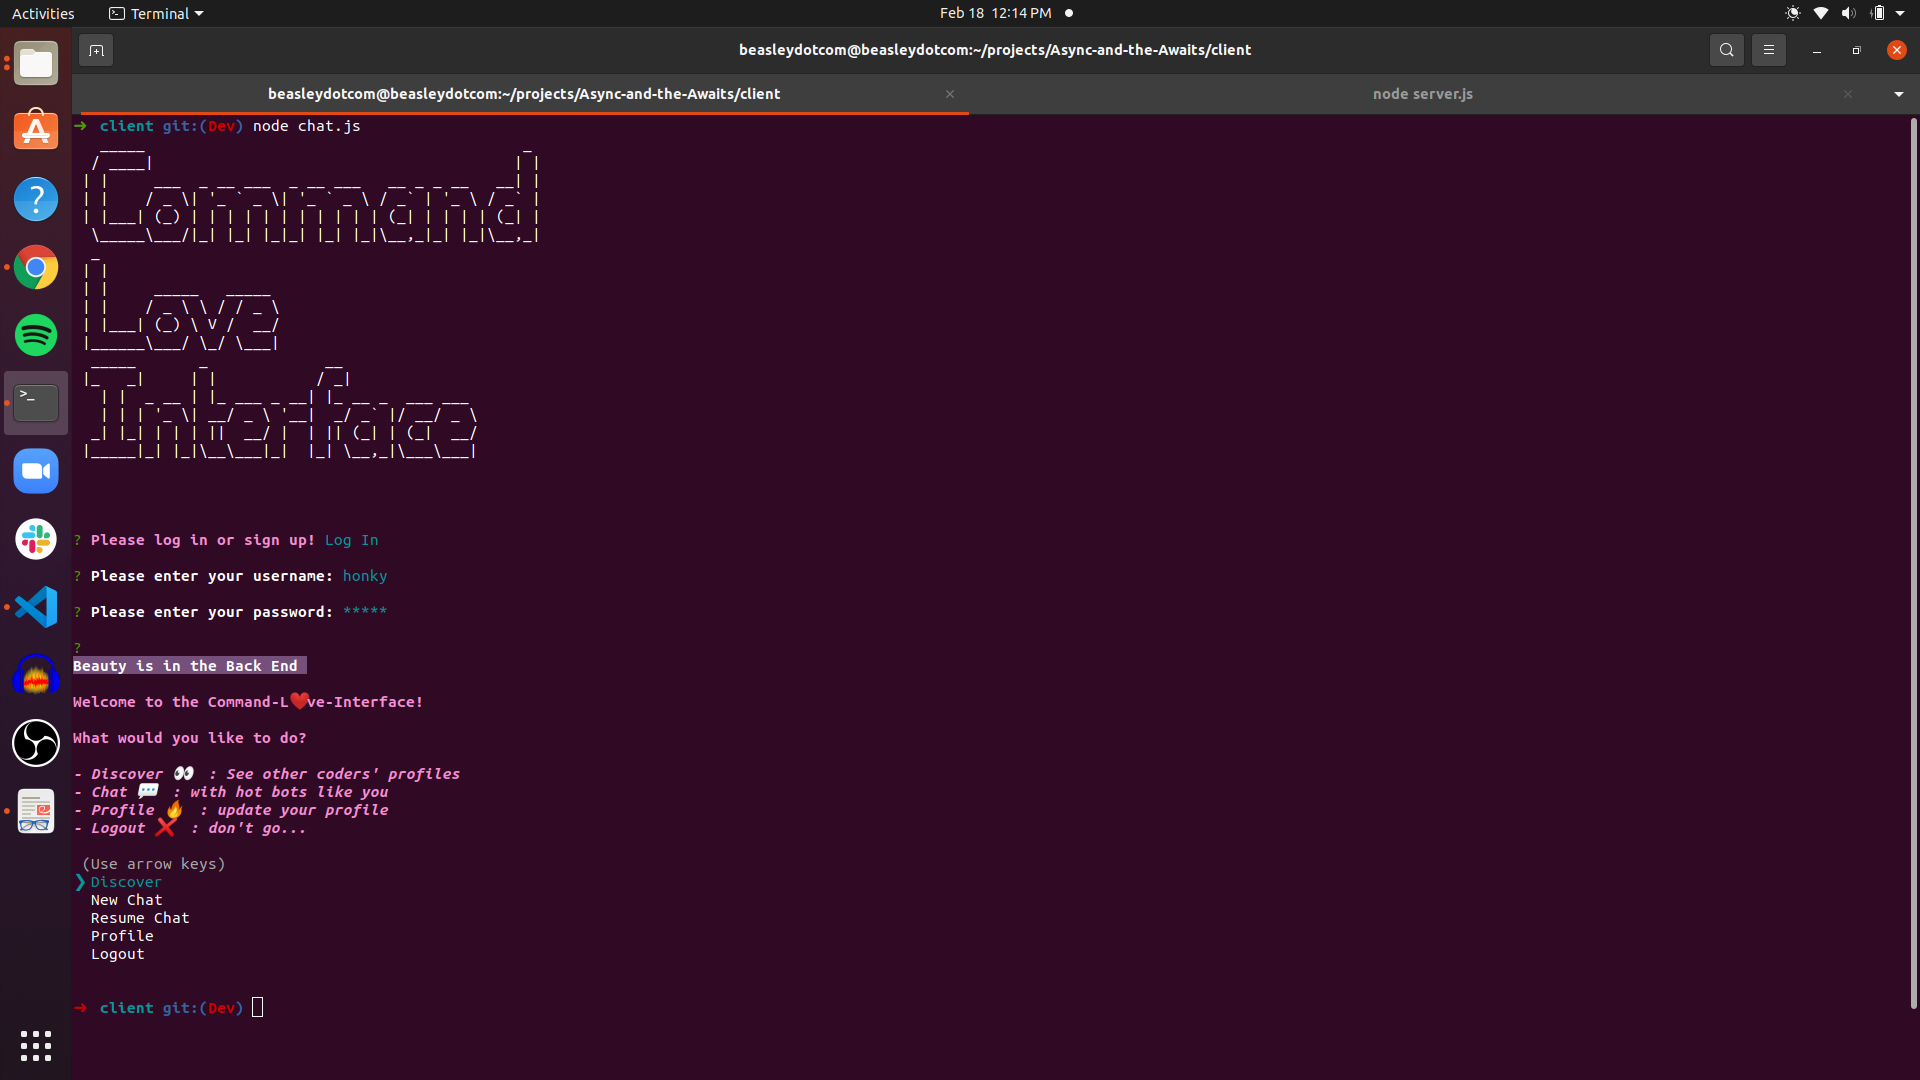 Activities
Terminal
Feb 18 12:14 PM
beasleydotcom@beasleydotcom:~/projects/Async-and-the-Awaits/client
beasleydotcom@beasleydotcom:~/projects/Async-and-the-Awaits/client
node server.js
➜ client git:(Dev) node chat.js
Command
Love
Interface
? Please log in or sign up! Log In
? Please enter your username: honky
? Please enter your password: *****
?
Beauty is in the Back End
Welcome to the Command-L❤️ve-Interface!
What would you like to do?
- Discover 👀 : See other coders' profiles
- Chat 💬 : with hot bots like you
- Profile 🔥 : update your profile
- Logout ❌ : don't go...
(Use arrow keys)
❯ Discover
New Chat
Resume Chat
Profile
Logout
➜ client git:(Dev)